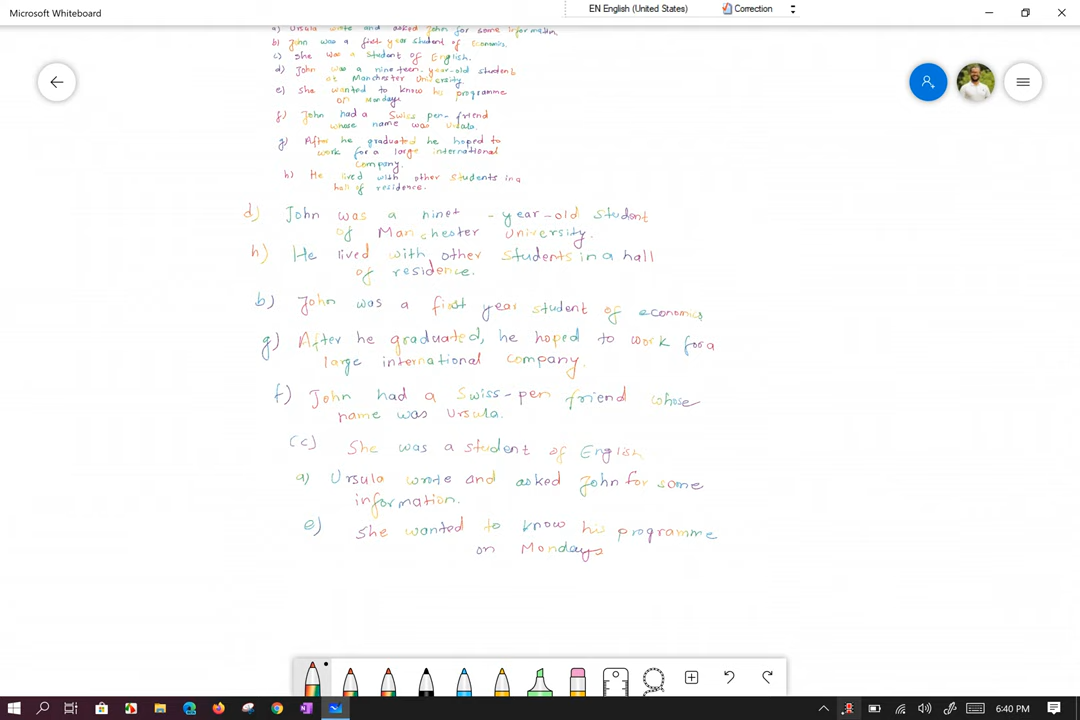 Microsoft Whiteboard
EN English (United States)
Correction
a) Ursula wrote and asked John for some information.
b) John was a first year student of Economics.
c) She was a student of English.
d) John was a nine teen-year-old student
at Manchester University.
e) She wanted to know his programme
on Mondays
f) John had a Swiss pen-friend
whose name was Ursula.
g) After he graduated he hoped to
work for a large international
company.
h) He lived with other students in a
hall of residence.
d) John was a ninet -year-old student
of Manchester University.
h) He lived with other students in a hall
of residence.
b) John was a first year student of economics
g) After he graduated, he hoped to work for a
large international company.
f) John had a Swiss-pen friend whose
name was Ursula.
(c) She was a student of English
a) Ursula wrote and asked John for some
information.
e) She wanted to know his programme
on Mondays
6:40 PM